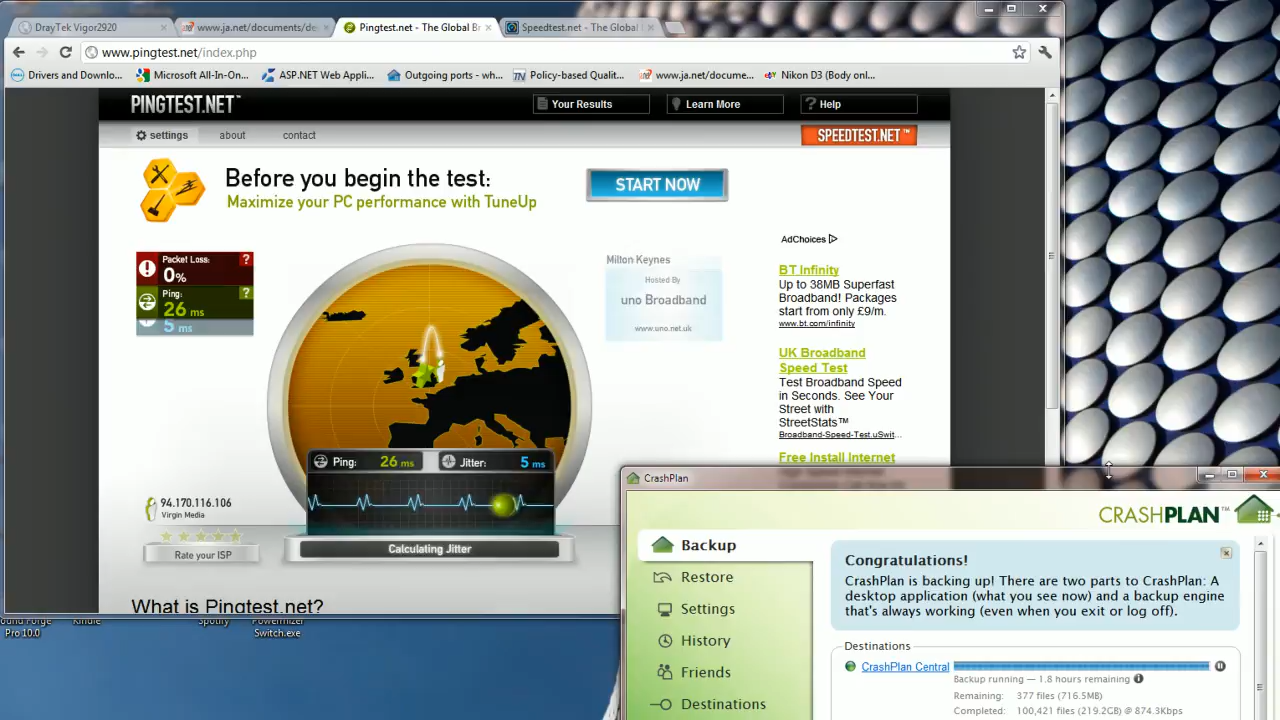 DrayTek Vigor2920
www.ja.net/documents/de
Pingtest.net - The Global Br
Speedtest.net - The Global
www.pingtest.net/index.php
Drivers and Downlo...
Microsoft All-In-On...
ASP.NET Web Appli...
Outgoing ports - wh...
Policy-based Qualit...
www.ja.net/docume...
Nikon D3 (Body onl...
PINGTEST.NET™
Your Results
Learn More
? Help
settings
about
contact
SPEEDTEST.NET™
Before you begin the test:
Maximize your PC performance with TuneUp
START NOW
AdChoices
Packet Loss: ?
0%
Ping: ?
26 ms
5 ms
Milton Keynes
Hosted By
uno Broadband
www.uno.net.uk
BT Infinity
Up to 38MB Superfast
Broadband! Packages
start from only £9/m.
www.bt.com/infinity
UK Broadband
Speed Test
Test Broadband Speed
in Seconds. See Your
Street with
StreetStats™
Broadband-Speed-Test.uSwit...
Free Install Internet
Ping: 26 ms
Jitter: 5 ms
94.170.116.106
Virgin Media
Rate your ISP
Calculating Jitter
What is Pingtest.net?
Pro 10.0
Kindle
Spotify
Powermizer
Switch.exe
CrashPlan
CRASHPLAN™
Backup
Restore
Settings
History
Friends
Destinations
Congratulations!
CrashPlan is backing up! There are two parts to CrashPlan: A
desktop application (what you see now) and a backup engine
that's always working (even when you exit or log off).
Destinations
CrashPlan Central
Backup running — 1.8 hours remaining
Remaining: 377 files (716.5MB)
Completed: 100,421 files (219.2GB) @ 874.3Kbps